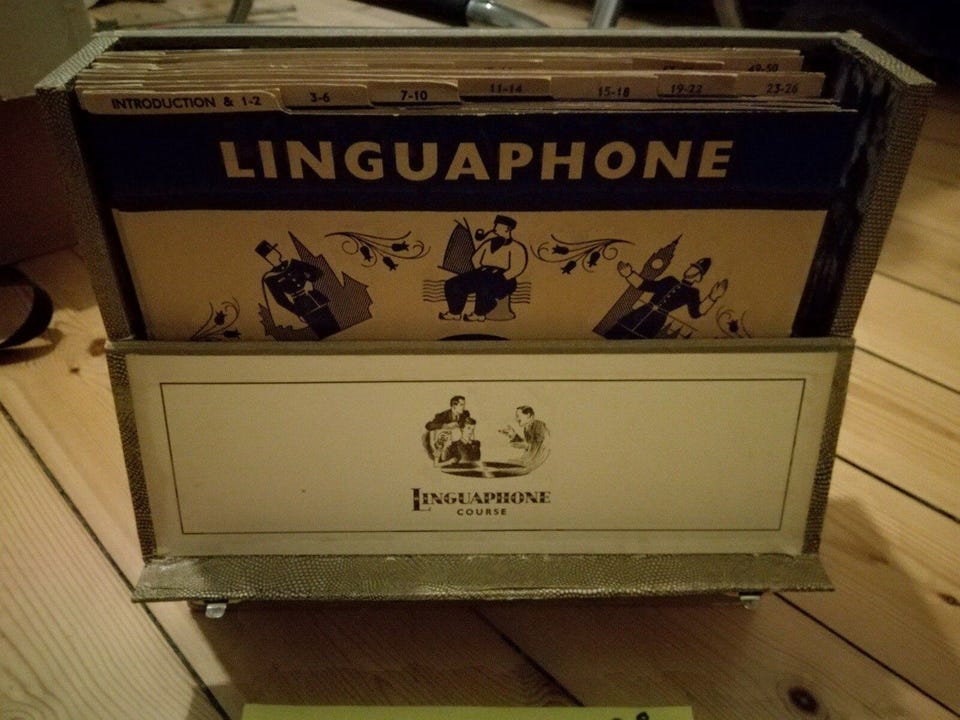 49-50
INTRODUCTION & 1-2 3-6 7-10 11-14 15-18 19-22 23-26
LINGUAPHONE
LINGUAPHONE
COURSE